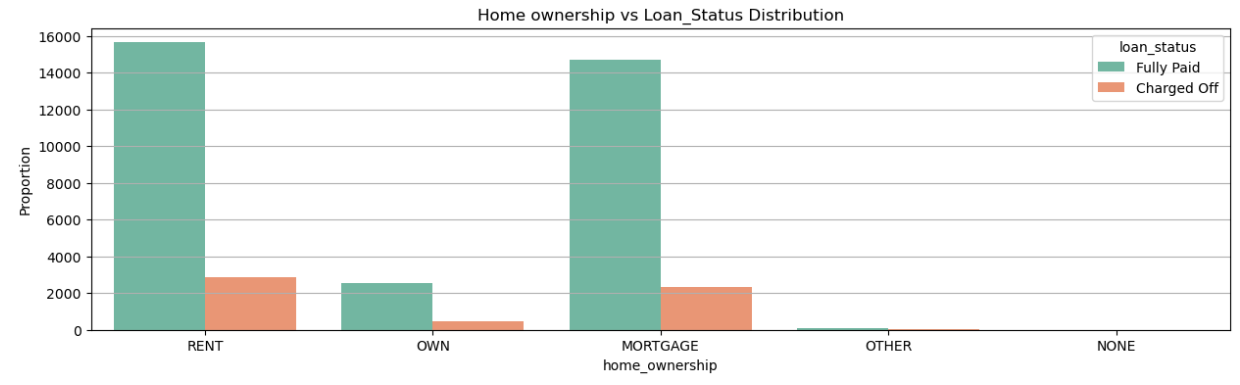 Home ownership vs Loan_Status Distribution
loan_status
Fully Paid
Charged Off
Proportion
16000
14000
12000
10000
8000
6000
4000
2000
0
RENT OWN MORTGAGE OTHER NONE
home_ownership